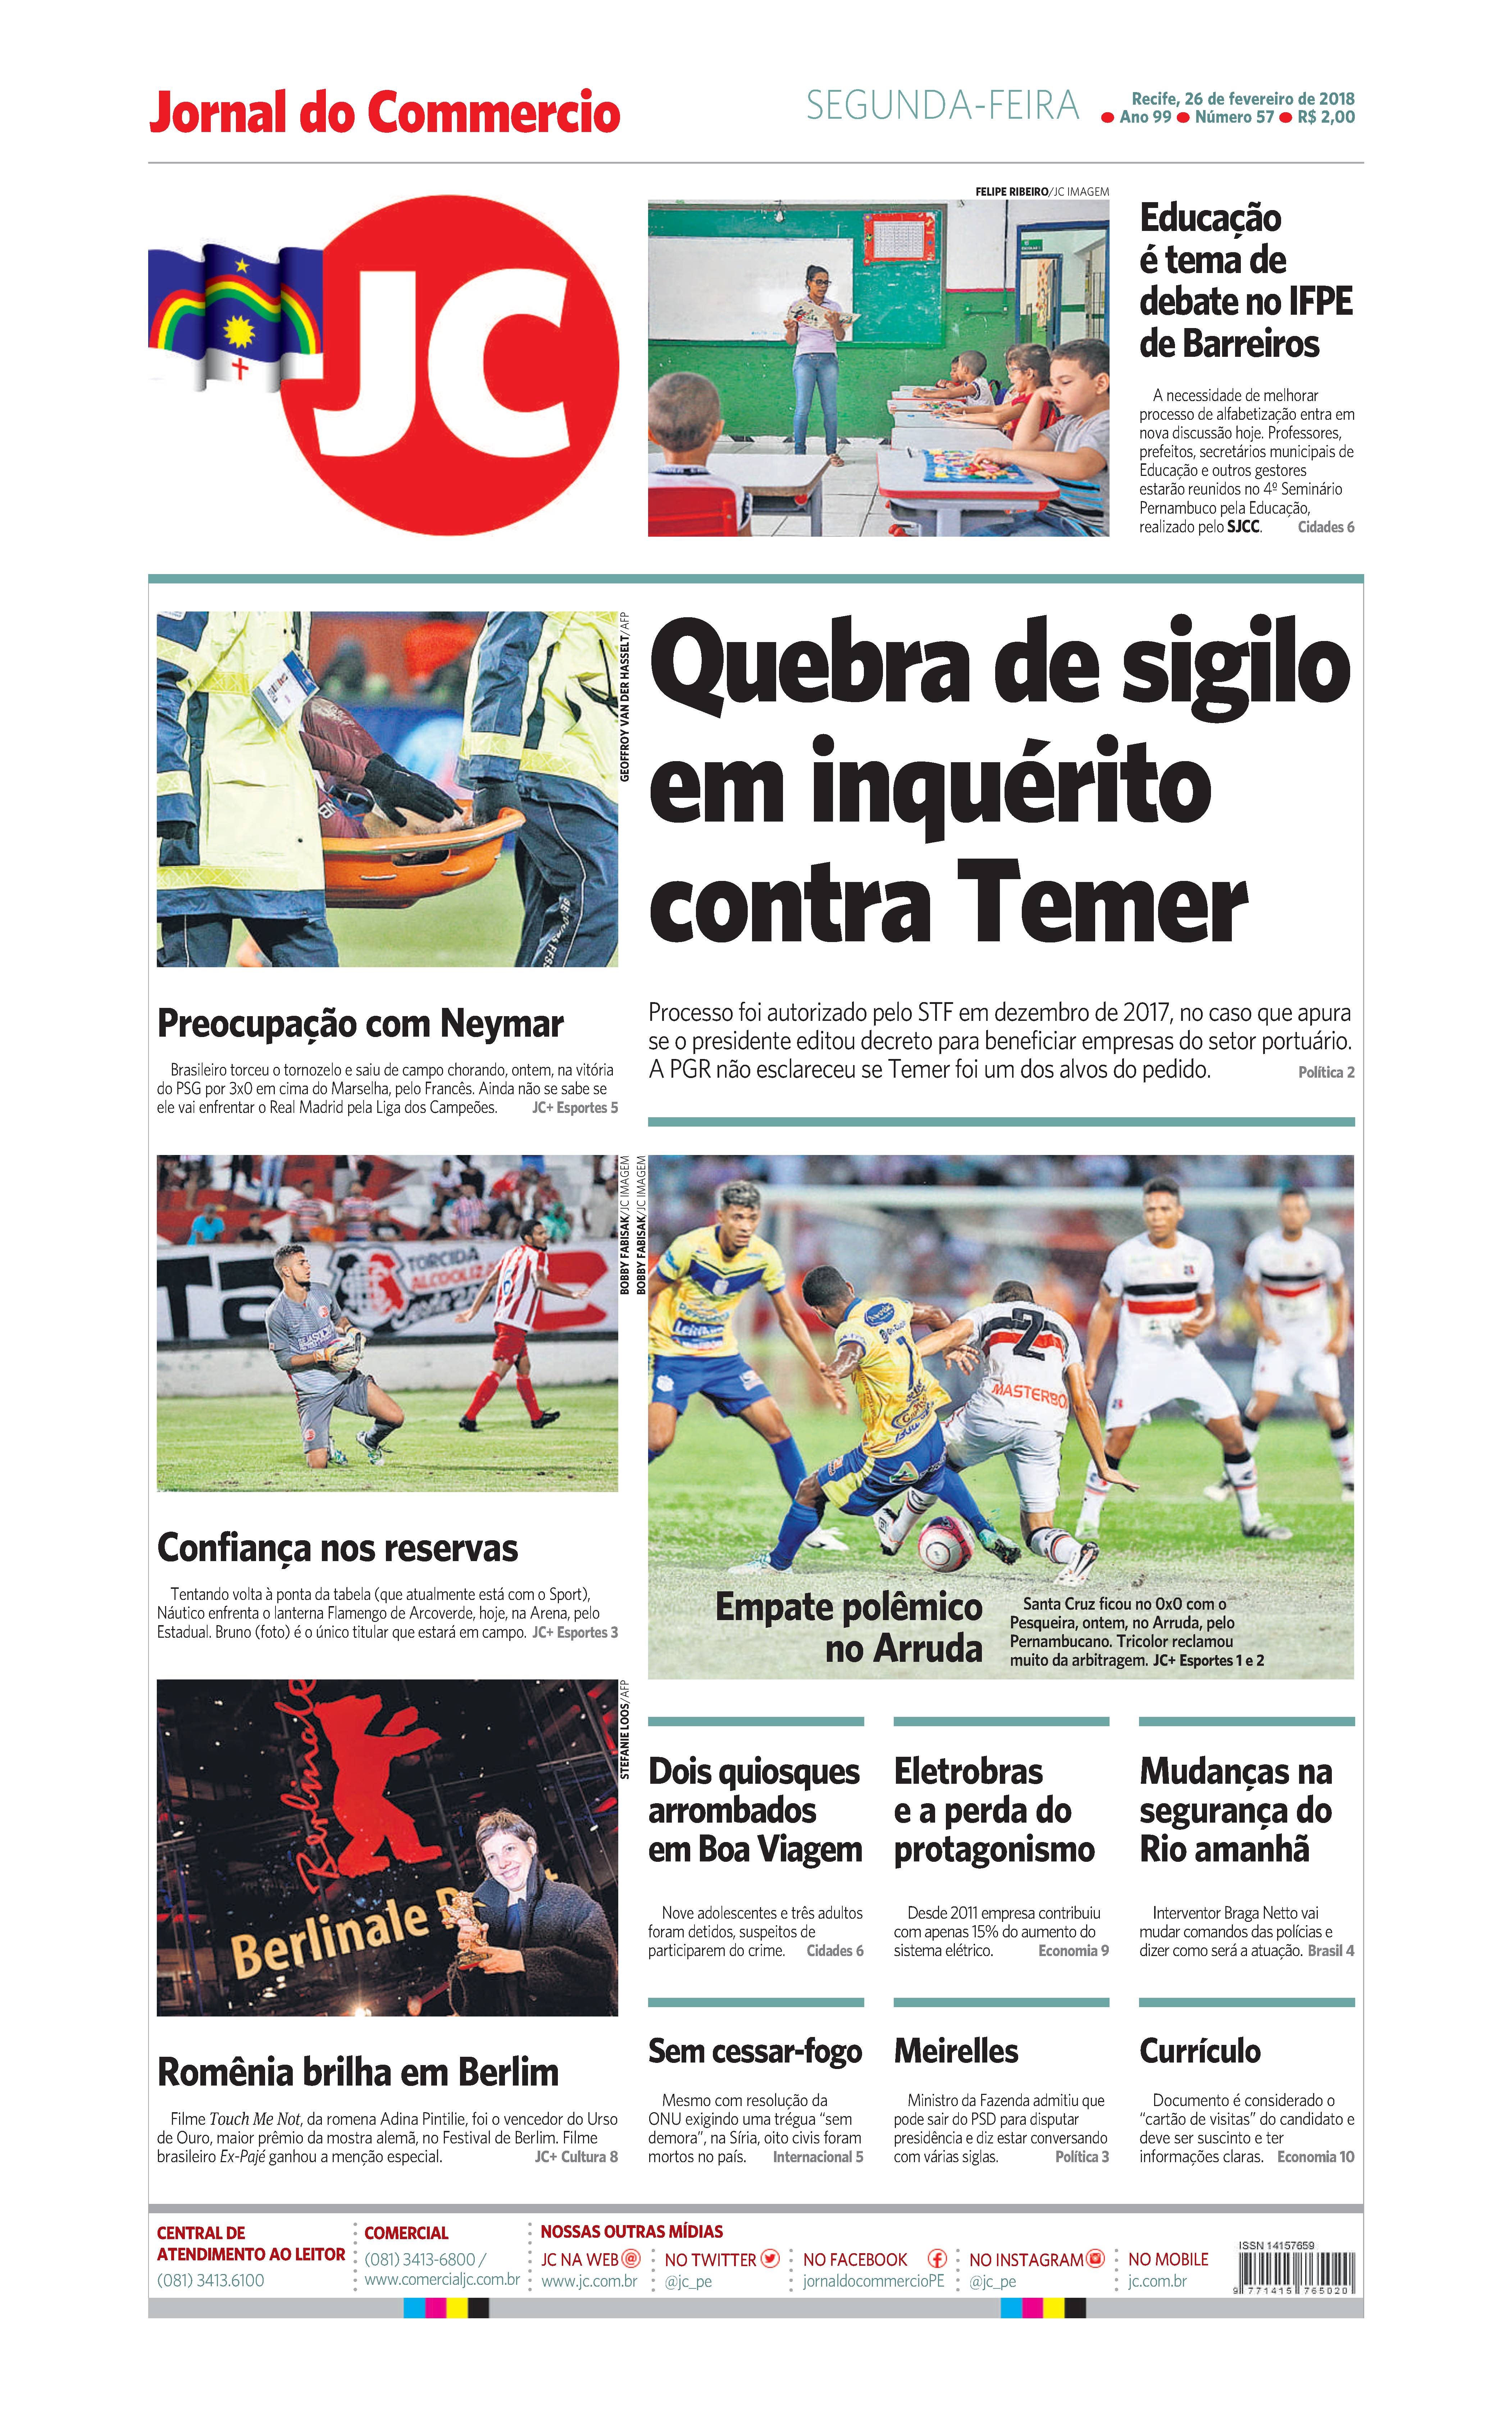 Jornal do Commercio
SEGUNDA-FEIRA
Recife, 26 de fevereiro de 2018
● Ano 99 ● Número 57 ● R$ 2,00
JC
FELIPE RIBEIRO/JC IMAGEM
Educação
é tema de
debate no IFPE
de Barreiros
A necessidade de melhorar
processo de alfabetização entra em
nova discussão hoje. Professores,
prefeitos, secretários municipais de
Educação e outros gestores
estarão reunidos no 4º Seminário
Pernambuco pela Educação,
realizado pelo SJCC. Cidades 6
GEOFFROY VAN DER HASSELT/AFP
Quebra de sigilo
em inquérito
contra Temer
Processo foi autorizado pelo STF em dezembro de 2017, no caso que apura
se o presidente editou decreto para beneficiar empresas do setor portuário.
A PGR não esclareceu se Temer foi um dos alvos do pedido. Política 2
Preocupação com Neymar
Brasileiro torceu o tornozelo e saiu de campo chorando, ontem, na vitória
do PSG por 3x0 em cima do Marselha, pelo Francês. Ainda não se sabe se
ele vai enfrentar o Real Madrid pela Liga dos Campeões. JC+ Esportes 5
BOBBY FABISAK/JC IMAGEM
BOBBY FABISAK/JC IMAGEM
TORCIDA
2
MASTERBO
Confiança nos reservas
Tentando volta à ponta da tabela (que atualmente está com o Sport),
Náutico enfrenta o lanterna Flamengo de Arcoverde, hoje, na Arena, pelo
Estadual. Bruno (foto) é o único titular que estará em campo. JC+ Esportes 3
Empate polêmico
no Arruda
Santa Cruz ficou no 0x0 com o
Pesqueira, ontem, no Arruda, pelo
Pernambucano. Tricolor reclamou
muito da arbitragem. JC+ Esportes 1 e 2
STEFANIE LOOS/AFP
Berlinale
Berlinale
Romênia brilha em Berlim
Filme Touch Me Not, da romena Adina Pintilie, foi o vencedor do Urso
de Ouro, maior prêmio da mostra alemã, no Festival de Berlim. Filme
brasileiro Ex-Pajé ganhou a menção especial. JC+ Cultura 8
Dois quiosques
arrombados
em Boa Viagem
Nove adolescentes e três adultos
foram detidos, suspeitos de
participarem do crime. Cidades 6
Eletrobras
e a perda do
protagonismo
Desde 2011 empresa contribuiu
com apenas 15% do aumento do
sistema elétrico. Economia 9
Mudanças na
segurança do
Rio amanhã
Interventor Braga Netto vai
mudar comandos das polícias e
dizer como será a atuação. Brasil 4
Sem cessar-fogo
Mesmo com resolução da
ONU exigindo uma trégua “sem
demora”, na Síria, oito civis foram
mortos no país. Internacional 5
Meirelles
Ministro da Fazenda admitiu que
pode sair do PSD para disputar
presidência e diz estar conversando
com várias siglas. Política 3
Currículo
Documento é considerado o
“cartão de visitas” do candidato e
deve ser suscinto e ter
informações claras. Economia 10
CENTRAL DE
ATENDIMENTO AO LEITOR
(081) 3413.6100
COMERCIAL
(081) 3413-6800 /
www.comercialjc.com.br
NOSSAS OUTRAS MÍDIAS
JC NA WEB
www.jc.com.br
NO TWITTER
@jc_pe
NO FACEBOOK
jornaldocommercioPE
NO INSTAGRAM
@jc_pe
NO MOBILE
jc.com.br
ISSN 14157659
9 771415 765020